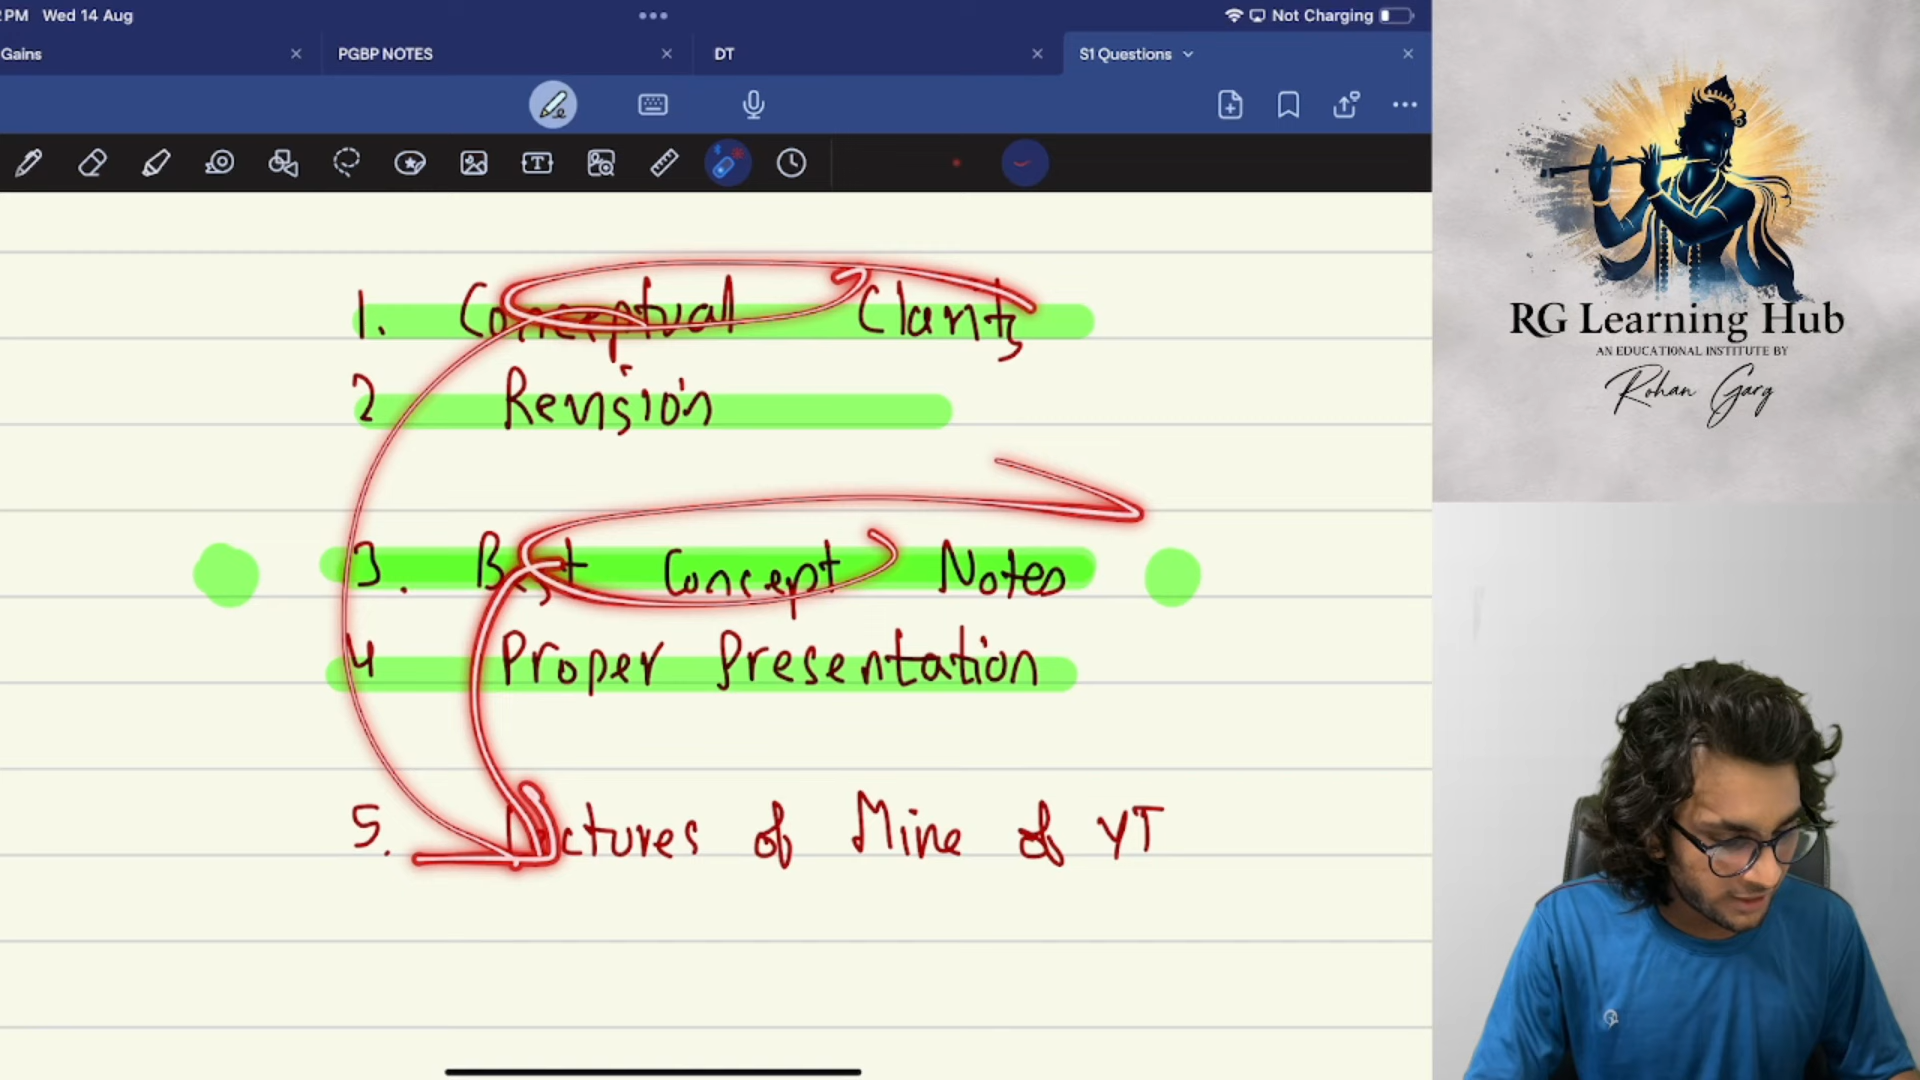 2 PM Wed 14 Aug
Not Charging
Gains
PGBP NOTES
DT
S1 Questions
T
1. Conceptual Clarity
2 Revision
3. Best Concept Notes
4 Proper Presentation
5. Lectures of Mine of YT
RG Learning Hub
AN EDUCATIONAL INSTITUTE BY
Rohan Garg